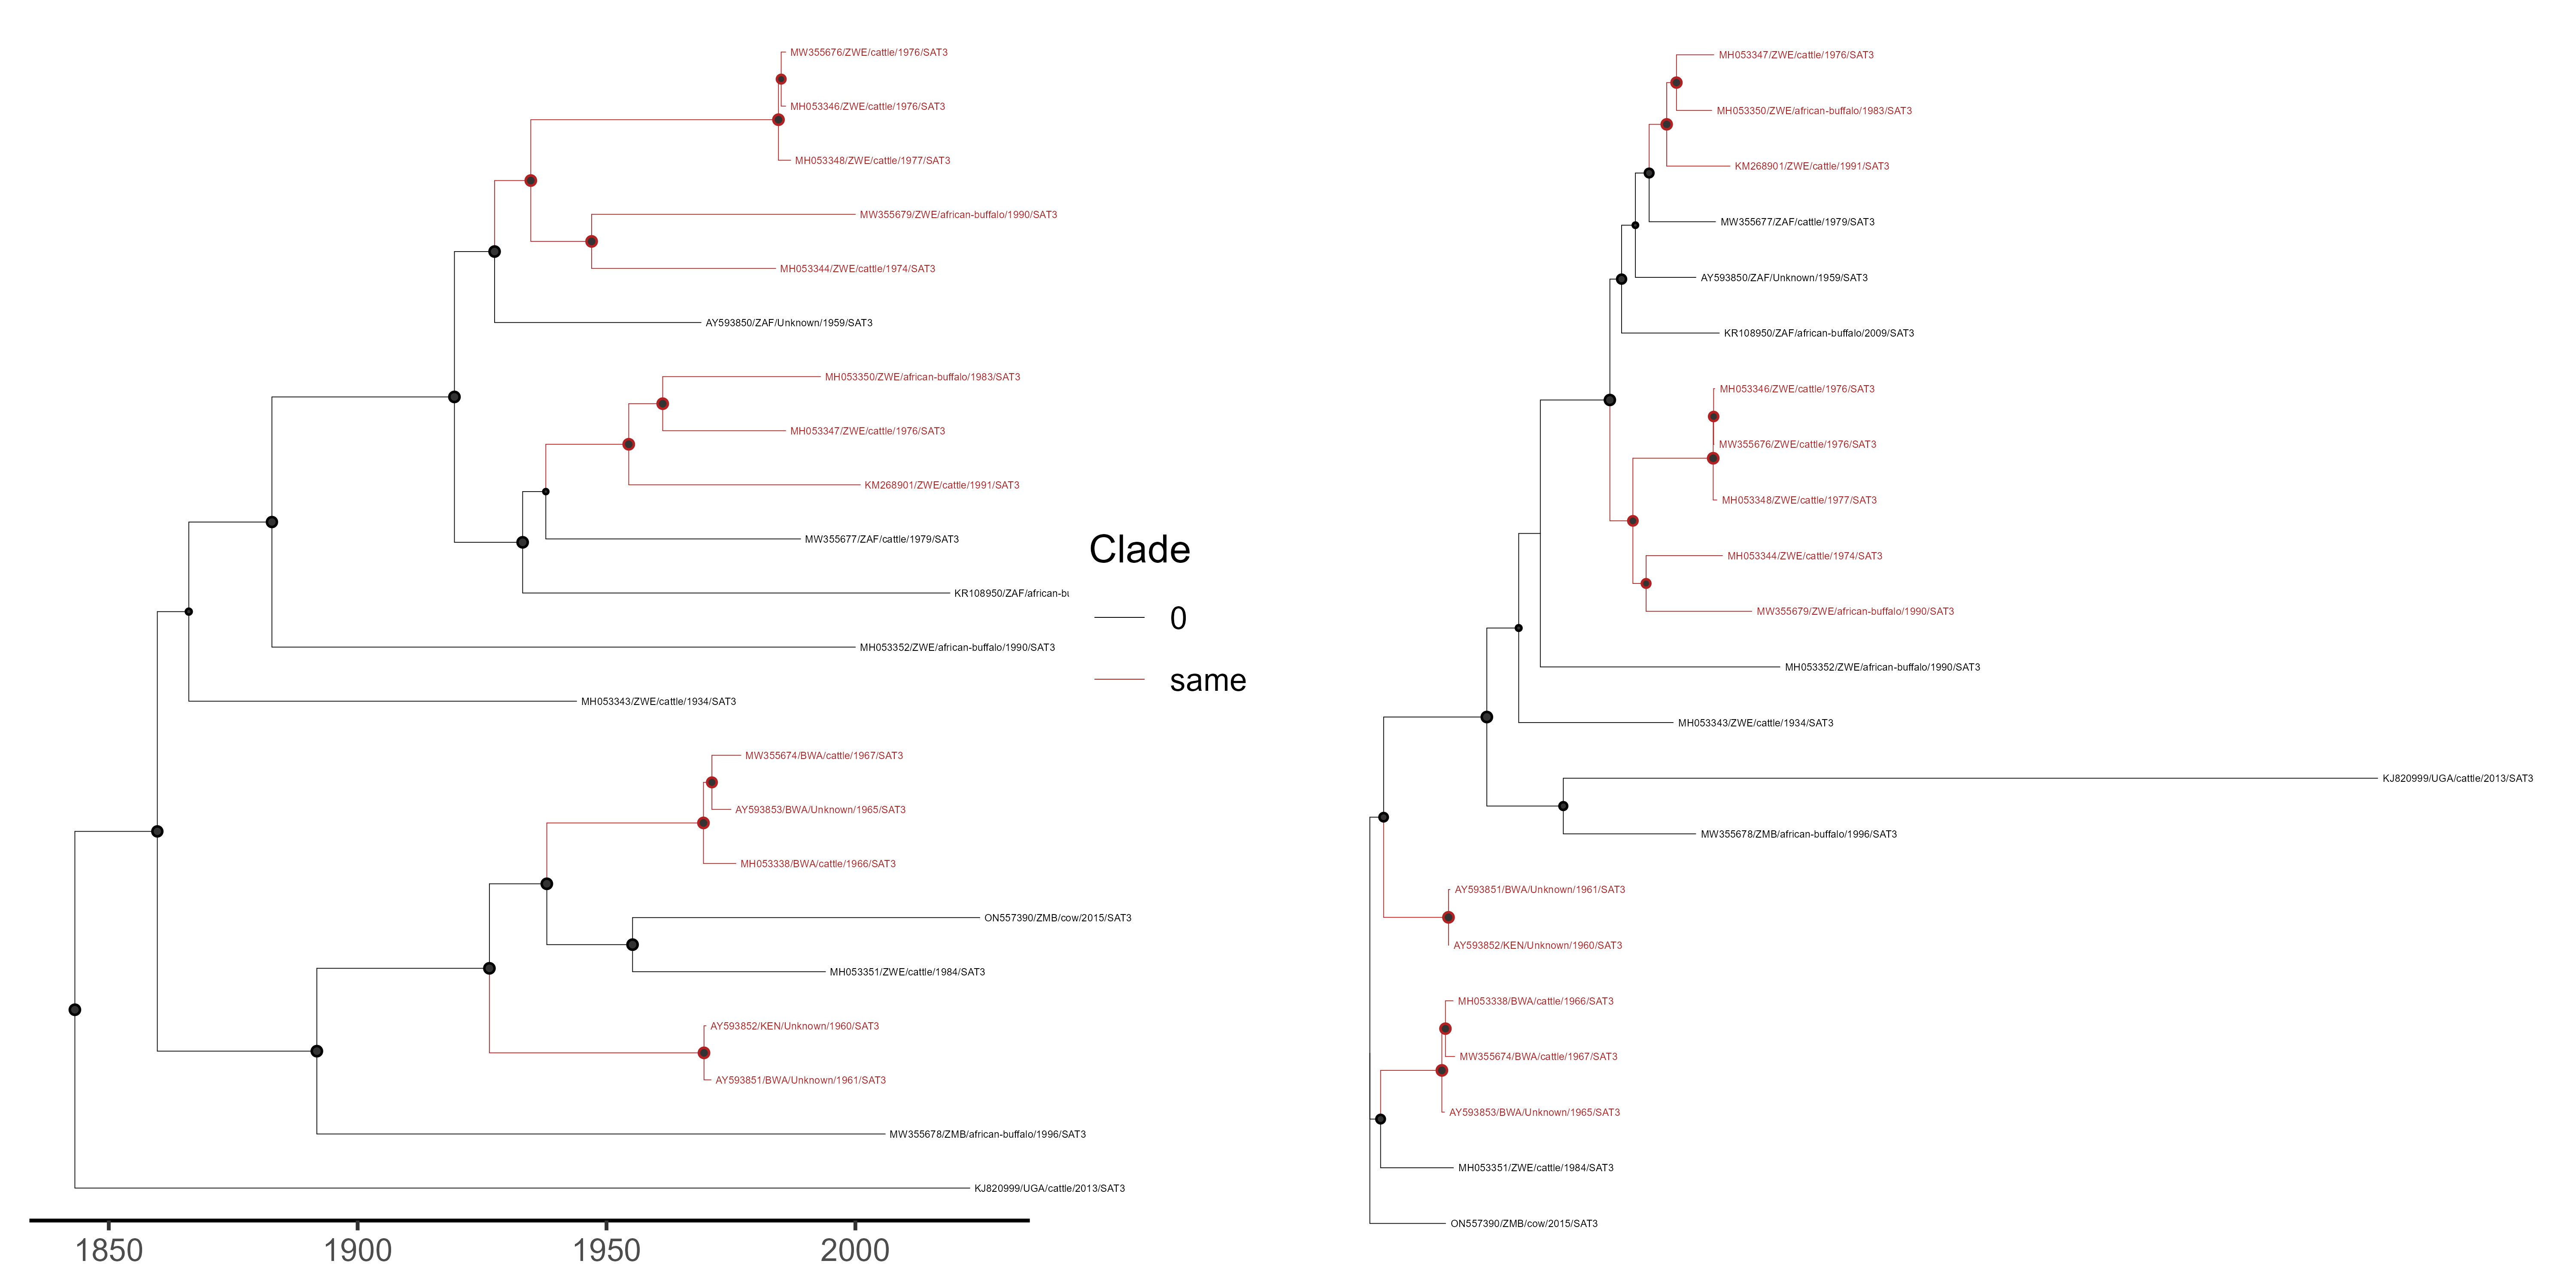 MW355676/ZWE/cattle/1976/SAT3
MH053346/ZWE/cattle/1976/SAT3
MH053348/ZWE/cattle/1977/SAT3
MW355679/ZWE/african-buffalo/1990/SAT3
MH053344/ZWE/cattle/1974/SAT3
AY593850/ZAF/Unknown/1959/SAT3
MH053350/ZWE/african-buffalo/1983/SAT3
MH053347/ZWE/cattle/1976/SAT3
KM268901/ZWE/cattle/1991/SAT3
MW355677/ZAF/cattle/1979/SAT3
KR108950/ZAF/african-bu
MH053352/ZWE/african-buffalo/1990/SAT3
MH053343/ZWE/cattle/1934/SAT3
MW355674/BWA/cattle/1967/SAT3
AY593853/BWA/Unknown/1965/SAT3
MH053338/BWA/cattle/1966/SAT3
ON557390/ZMB/cow/2015/SAT3
MH053351/ZWE/cattle/1984/SAT3
AY593852/KEN/Unknown/1960/SAT3
AY593851/BWA/Unknown/1961/SAT3
MW355678/ZMB/african-buffalo/1996/SAT3
KJ820999/UGA/cattle/2013/SAT3
1850 1900 1950 2000
Clade
0
same
MH053347/ZWE/cattle/1976/SAT3
MH053350/ZWE/african-buffalo/1983/SAT3
KM268901/ZWE/cattle/1991/SAT3
MW355677/ZAF/cattle/1979/SAT3
AY593850/ZAF/Unknown/1959/SAT3
KR108950/ZAF/african-buffalo/2009/SAT3
MH053346/ZWE/cattle/1976/SAT3
MW355676/ZWE/cattle/1976/SAT3
MH053348/ZWE/cattle/1977/SAT3
MH053344/ZWE/cattle/1974/SAT3
MW355679/ZWE/african-buffalo/1990/SAT3
MH053352/ZWE/african-buffalo/1990/SAT3
MH053343/ZWE/cattle/1934/SAT3
KJ820999/UGA/cattle/2013/SAT3
MW355678/ZMB/african-buffalo/1996/SAT3
AY593851/BWA/Unknown/1961/SAT3
AY593852/KEN/Unknown/1960/SAT3
MH053338/BWA/cattle/1966/SAT3
MW355674/BWA/cattle/1967/SAT3
AY593853/BWA/Unknown/1965/SAT3
MH053351/ZWE/cattle/1984/SAT3
ON557390/ZMB/cow/2015/SAT3